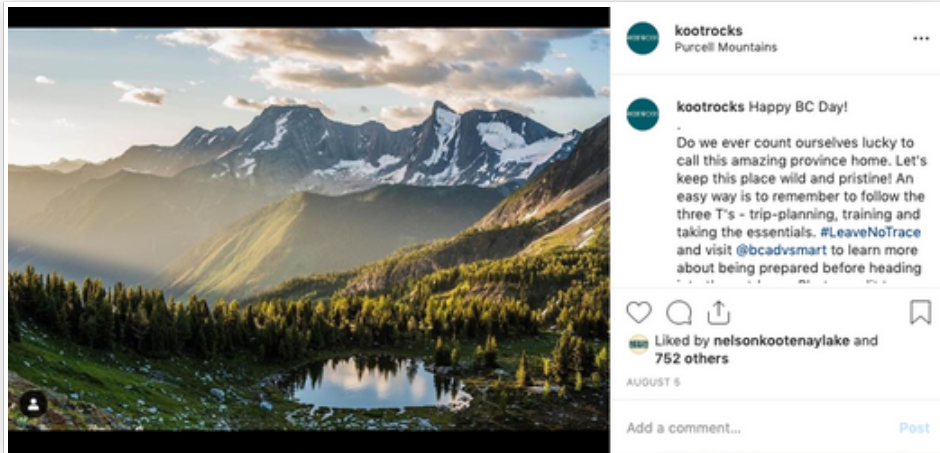 kootrocks
Purcell Mountains
kootrocks Happy BC Day!
.
Do we ever count ourselves lucky to
call this amazing province home. Let's
keep this place wild and pristine! An
easy way is to remember to follow the
three T's - trip-planning, training and
taking the essentials. #LeaveNoTrace
and visit @bcadvsmart to learn more
about being prepared before heading
Liked by nelsonkootenaylake and
752 others
AUGUST 5
Add a comment...
Post